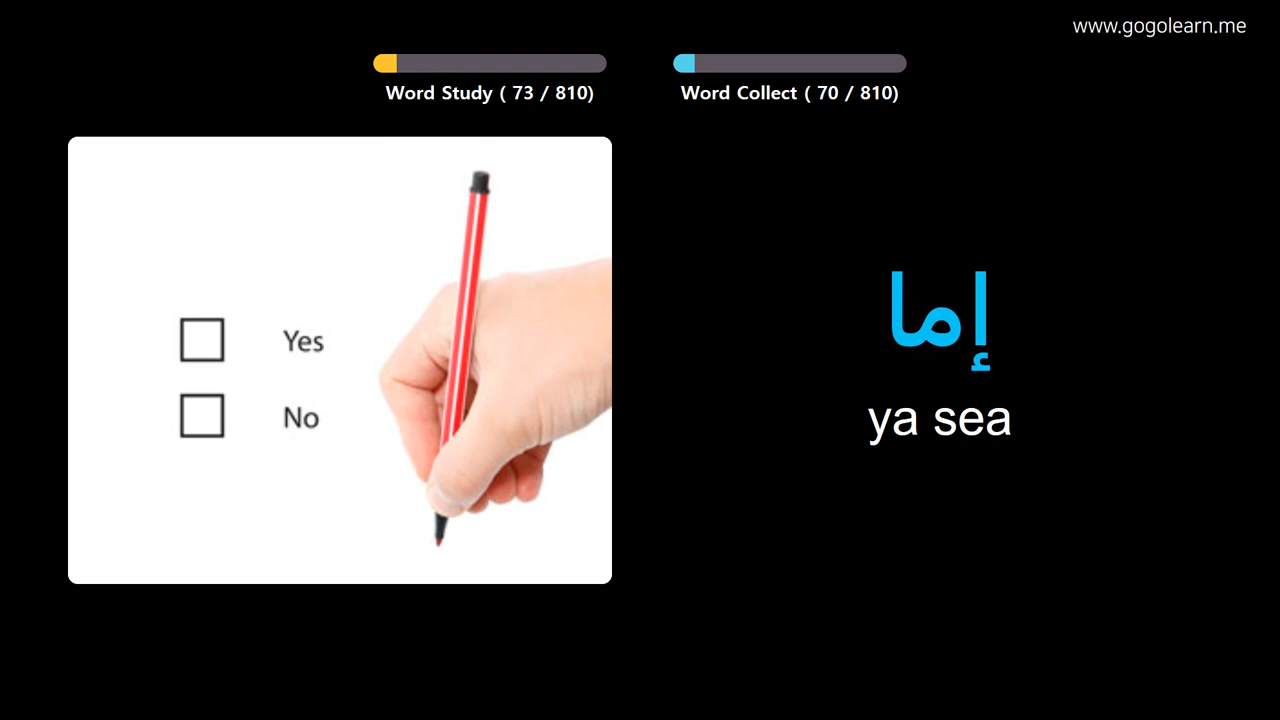 www.gogolearn.me
Word Study ( 73 / 810)
Word Collect ( 70 / 810)
Yes
No
إما
ya sea